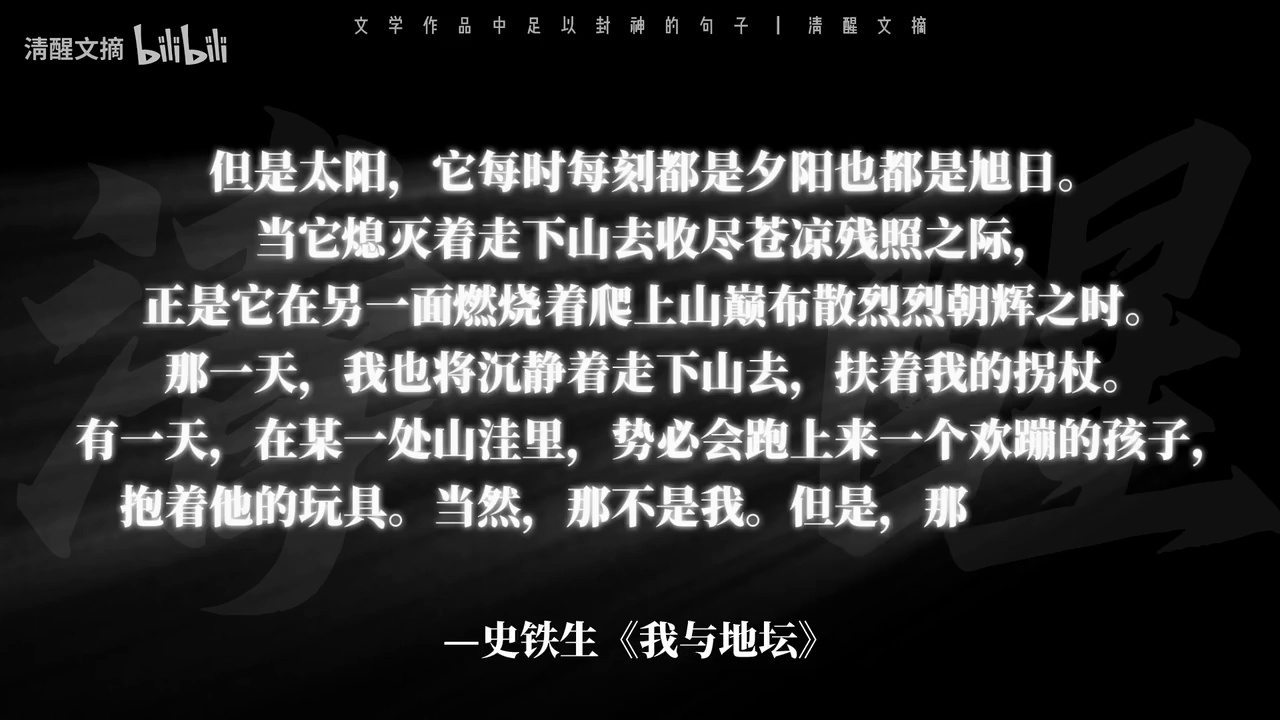 文学作品中足以封神的句子 | 清醒文摘
清醒文摘 bilibili
但是太阳，它每时每刻都是夕阳也都是旭日。
当它熄灭着走下山去收尽苍凉残照之际，
正是它在另一面燃烧着爬上山巅布散烈烈朝辉之时。
那一天，我也将沉静着走下山去，扶着我的拐杖。
有一天，在某一处山洼里，势必会跑上来一个欢蹦的孩子，
抱着他的玩具。当然，那不是我。但是，那
—史铁生《我与地坛》
清醒